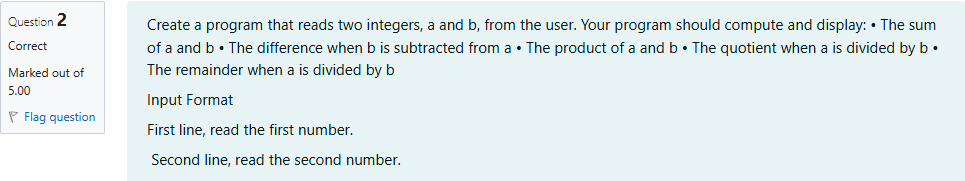 Question 2
Correct
Marked out of
5.00
Flag question
Create a program that reads two integers, a and b, from the user. Your program should compute and display: • The sum
of a and b • The difference when b is subtracted from a • The product of a and b • The quotient when a is divided by b •
The remainder when a is divided by b
Input Format
First line, read the first number.
Second line, read the second number.